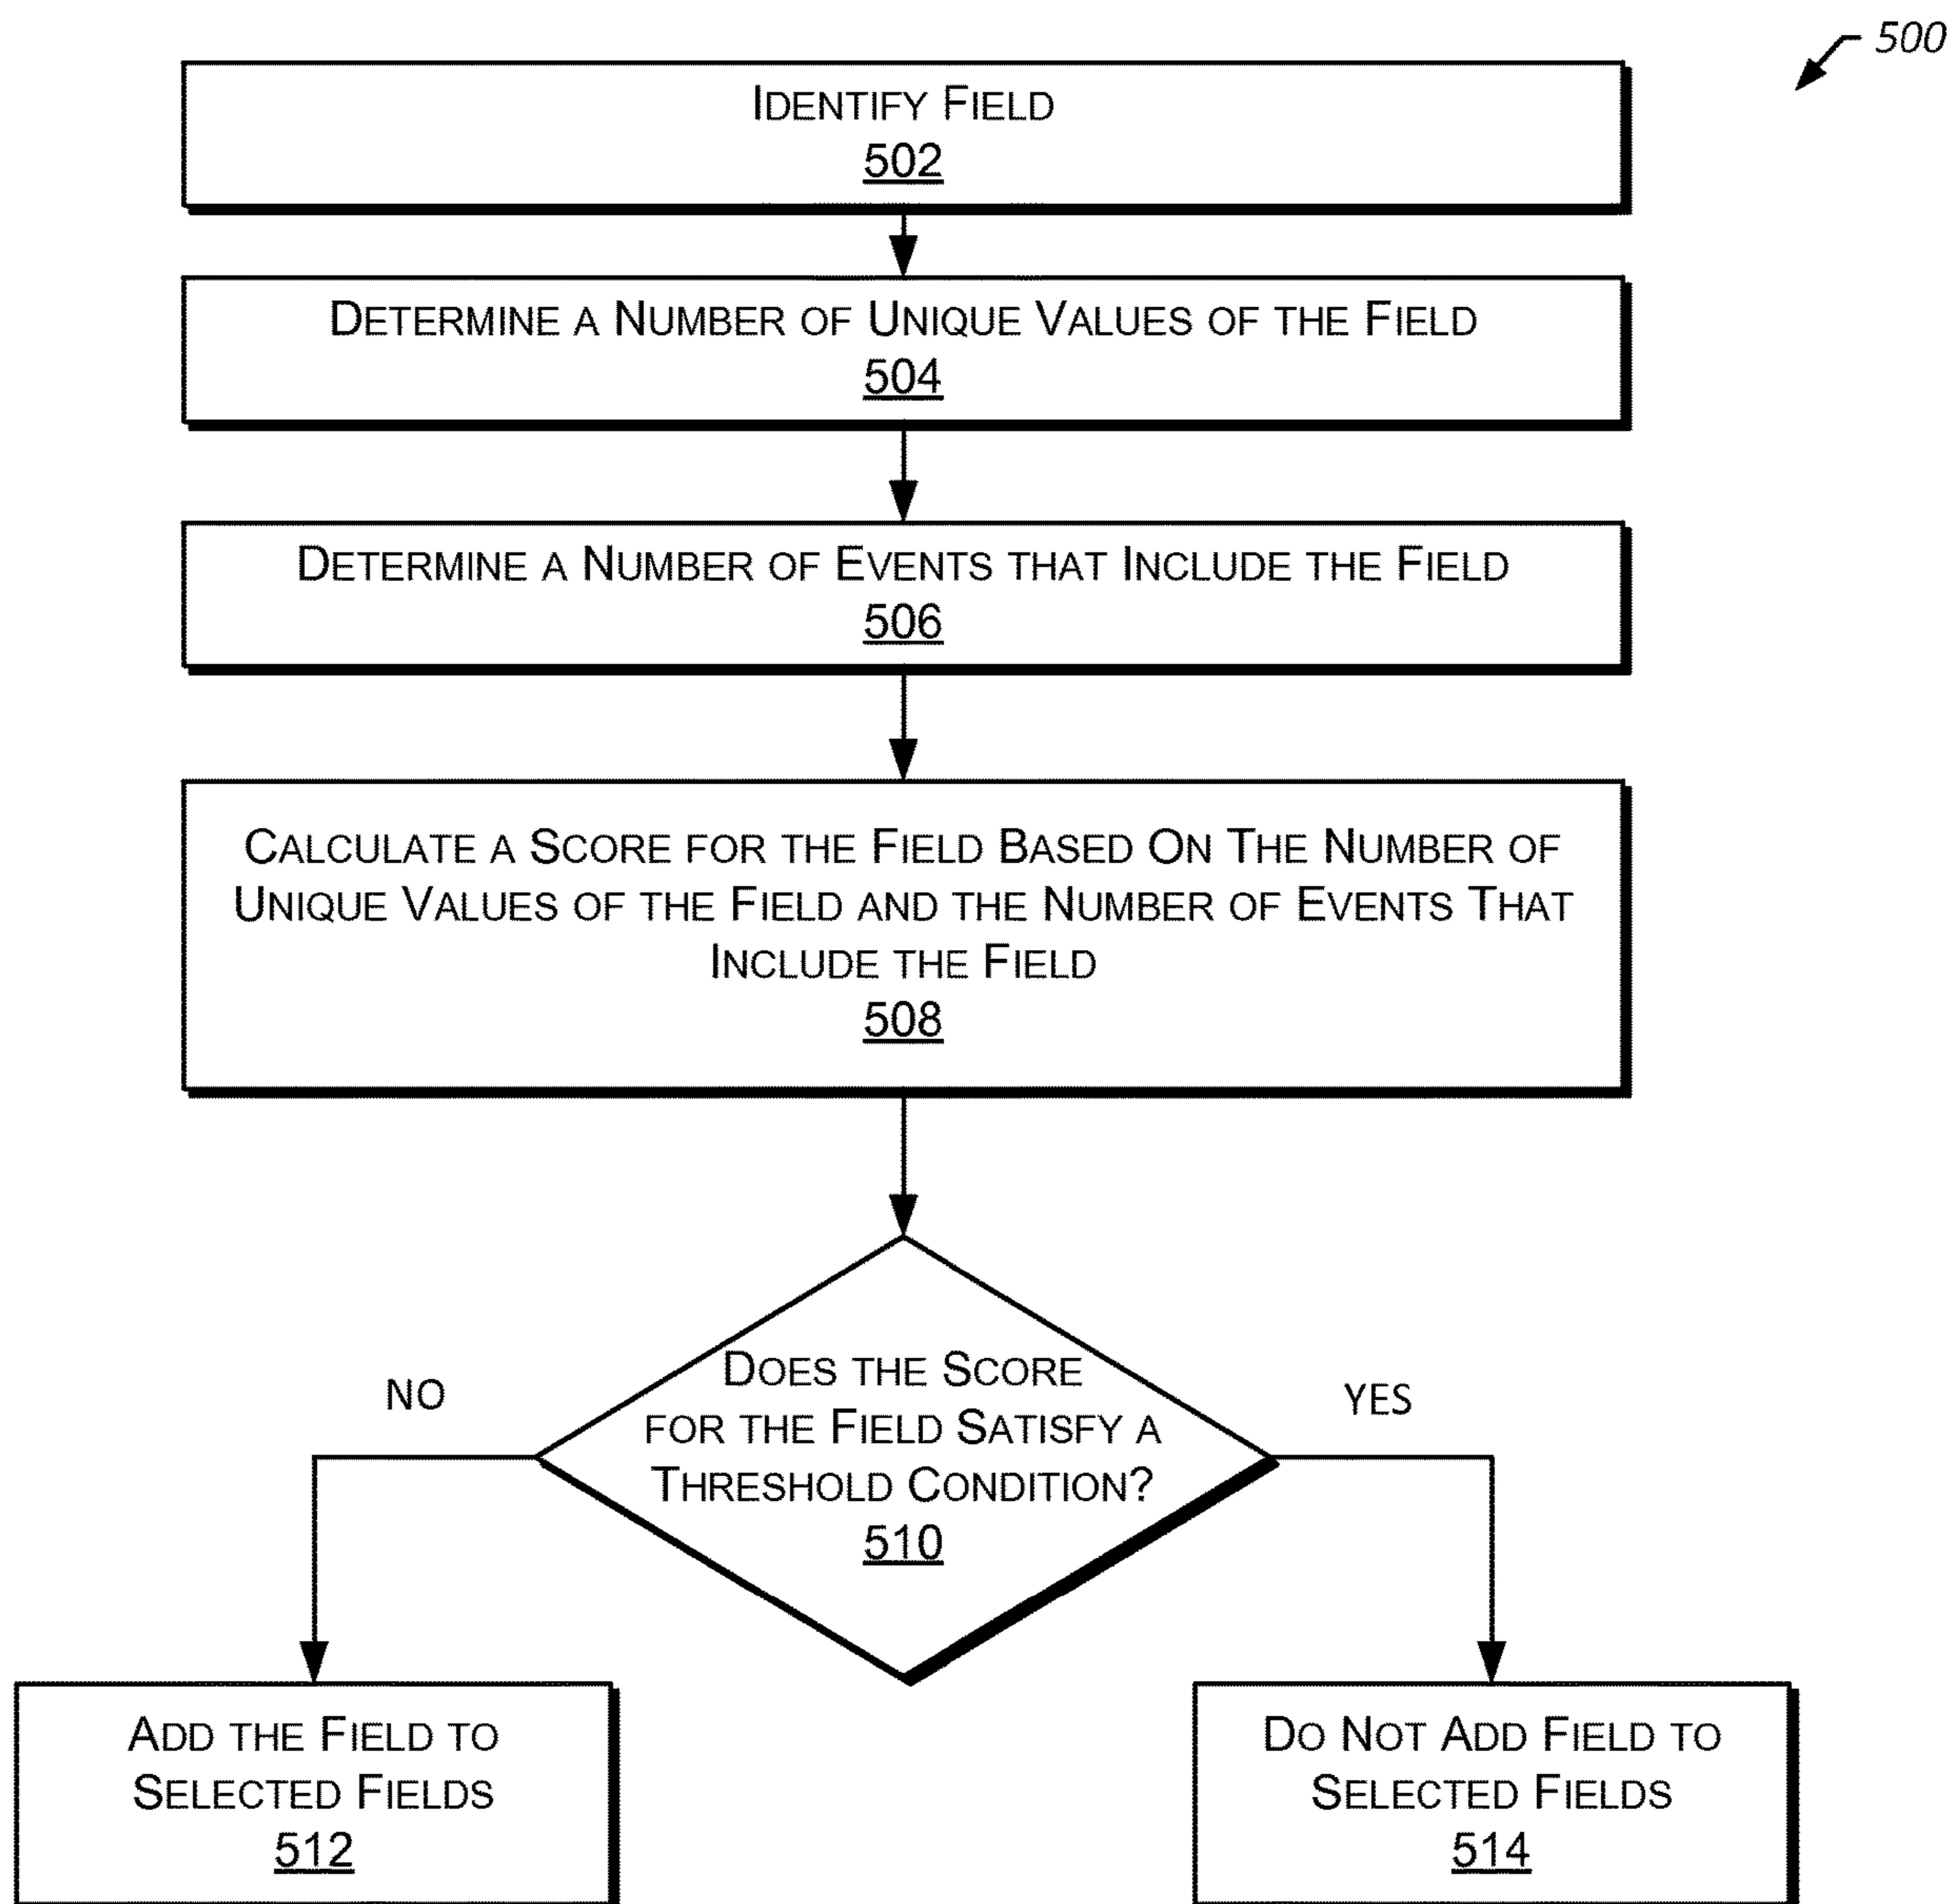 500
IDENTIFY FIELD
502
DETERMINE A NUMBER OF UNIQUE VALUES OF THE FIELD
504
DETERMINE A NUMBER OF EVENTS THAT INCLUDE THE FIELD
506
CALCULATE A SCORE FOR THE FIELD BASED ON THE NUMBER OF
UNIQUE VALUES OF THE FIELD AND THE NUMBER OF EVENTS THAT
INCLUDE THE FIELD
508
DOES THE SCORE
FOR THE FIELD SATISFY A
THRESHOLD CONDITION?
510
NO
YES
ADD THE FIELD TO
SELECTED FIELDS
512
DO NOT ADD FIELD TO
SELECTED FIELDS
514